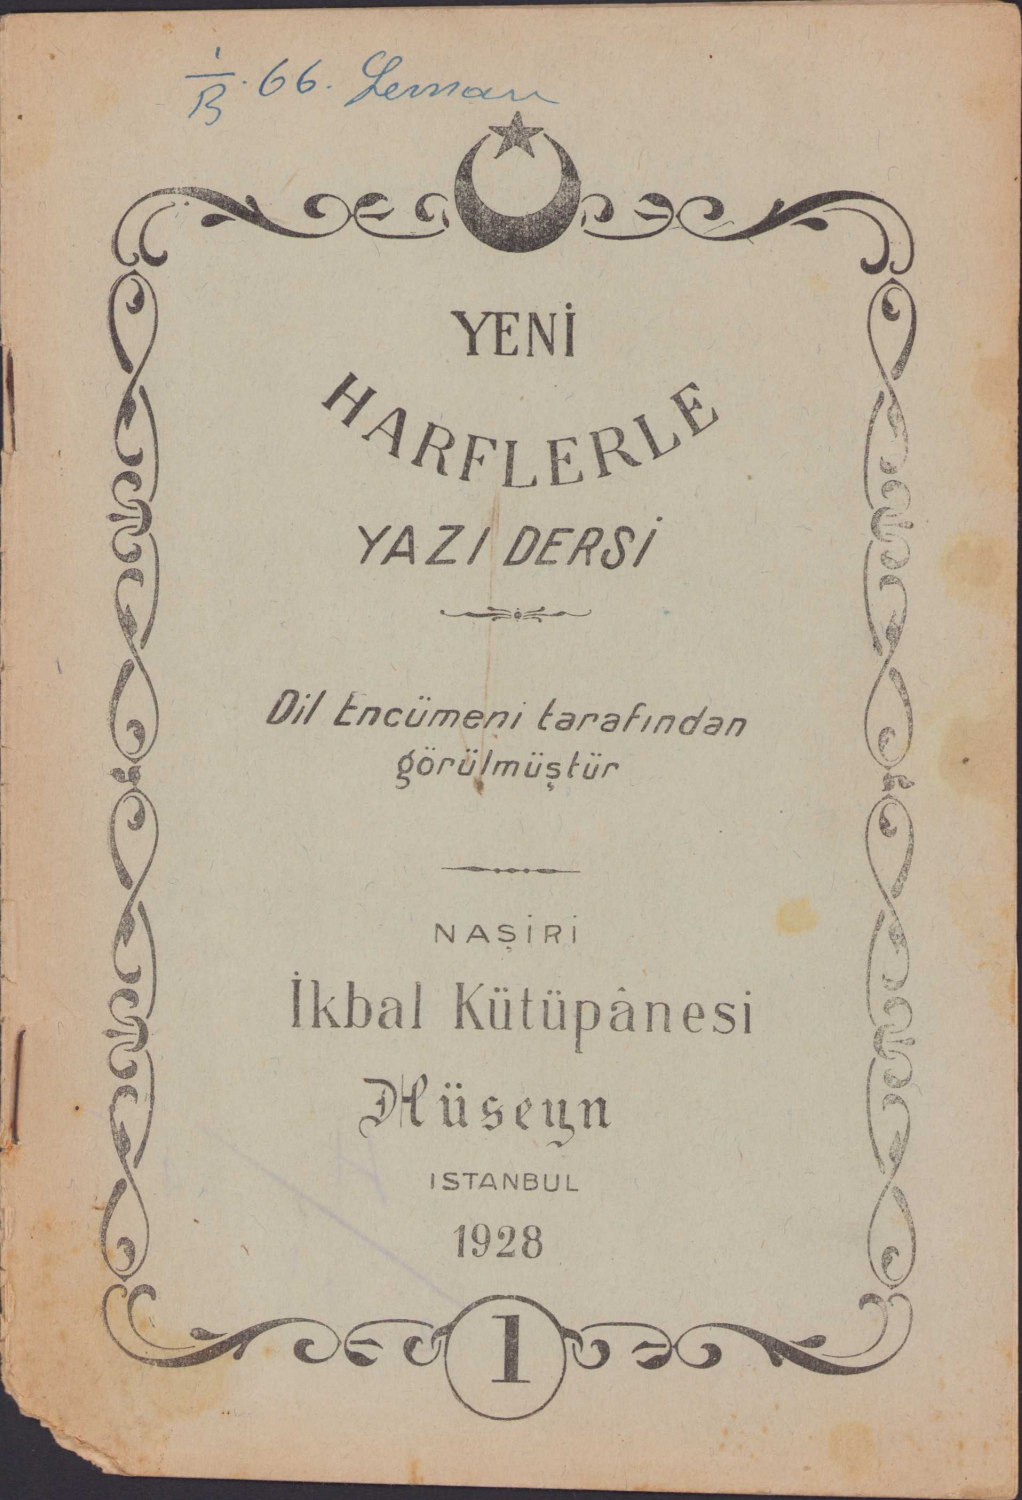 1/B. 66. Leman
YENİ
HARFLERLE
YAZI DERSİ
Dil Encümeni tarafından
görülmüştür
NAŞİRİ
İkbal Kütüpânesi
Hüseyn
ISTANBUL
1928
1